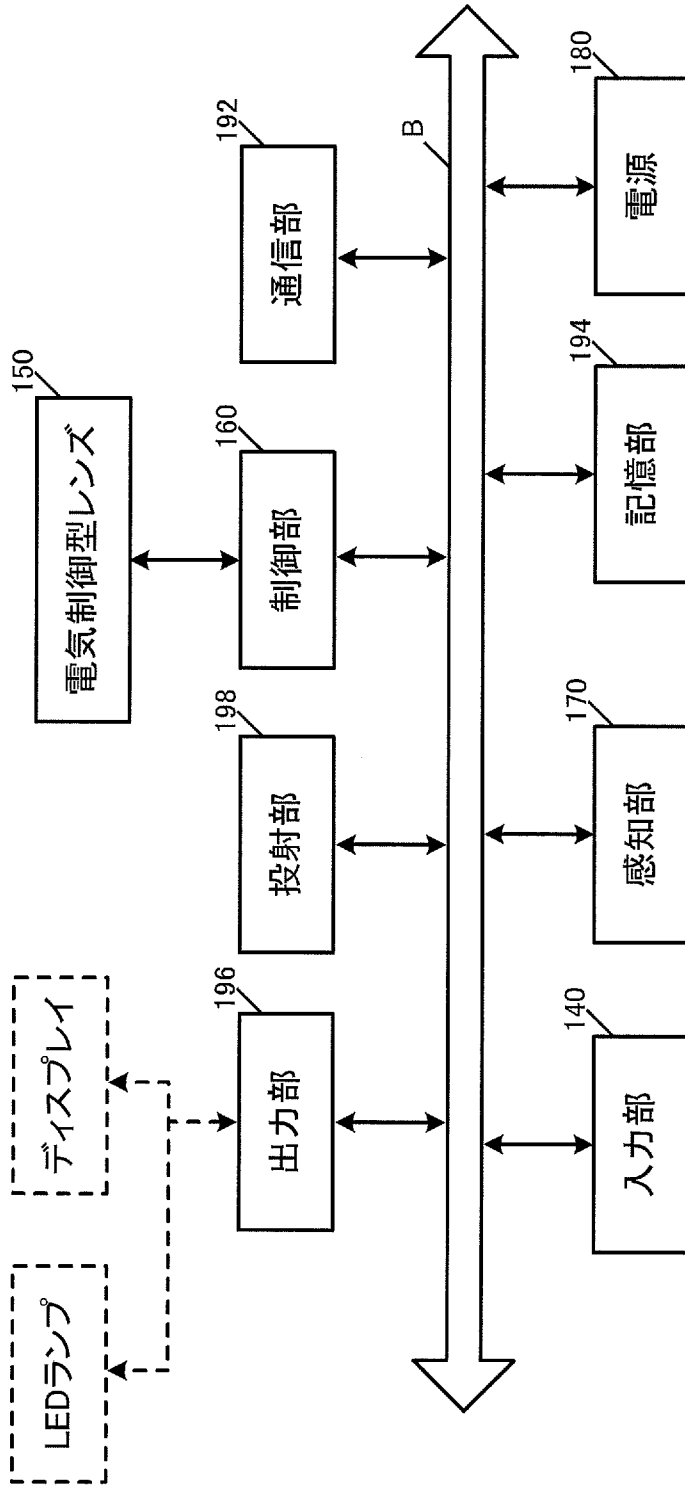 LEDランプ
ディスプレイ
電気制御型レンズ
150
出力部
196
投射部
198
制御部
160
通信部
192
B
入力部
140
感知部
170
記憶部
194
電源
180